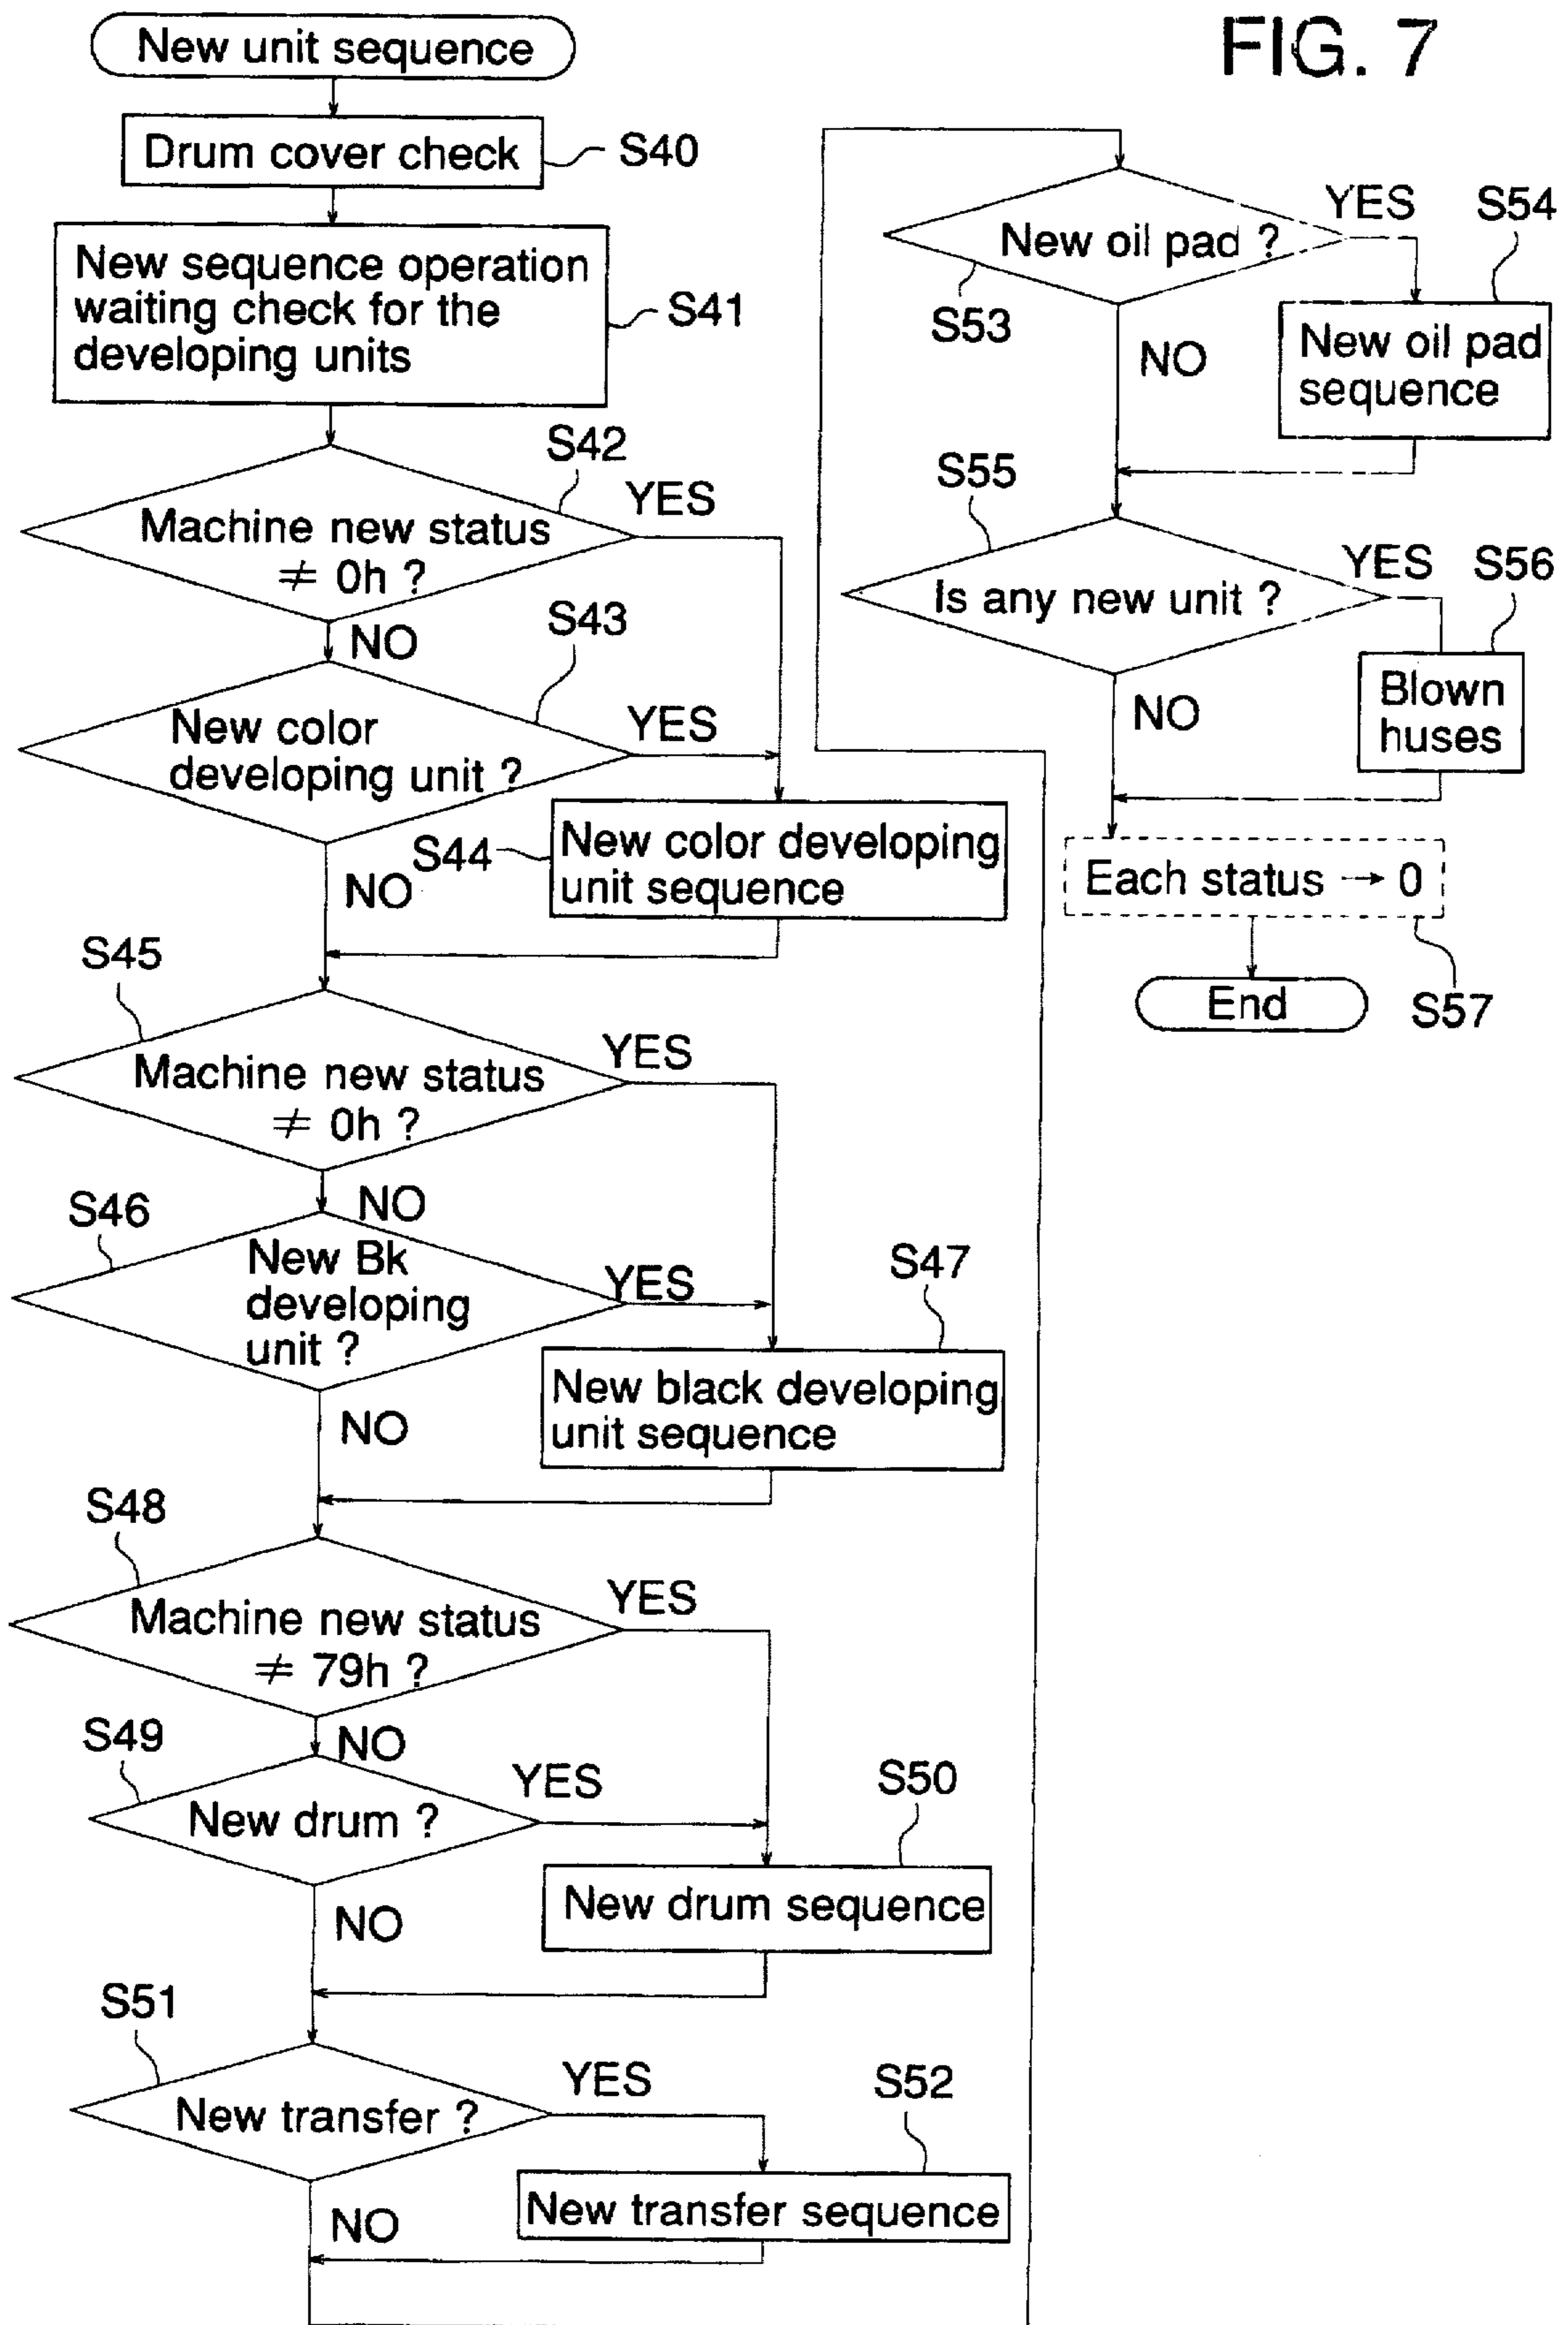 FIG. 7
New unit sequence
Drum cover check
S40
New sequence operation
waiting check for the
developing units
S41
S42
Machine new status
≠ 0h ?
YES
NO
S43
New color
developing unit ?
YES
NO
S44
New color developing
unit sequence
S45
Machine new status
≠ 0h ?
YES
NO
S46
New Bk
developing
unit ?
YES
NO
S47
New black developing
unit sequence
S48
Machine new status
≠ 79h ?
YES
NO
S49
New drum ?
YES
NO
S50
New drum sequence
S51
New transfer ?
YES
NO
S52
New transfer sequence
New oil pad ?
S53
YES
NO
S54
New oil pad
sequence
S55
Is any new unit ?
YES
NO
S56
Blown
huses
Each status → 0
S57
End